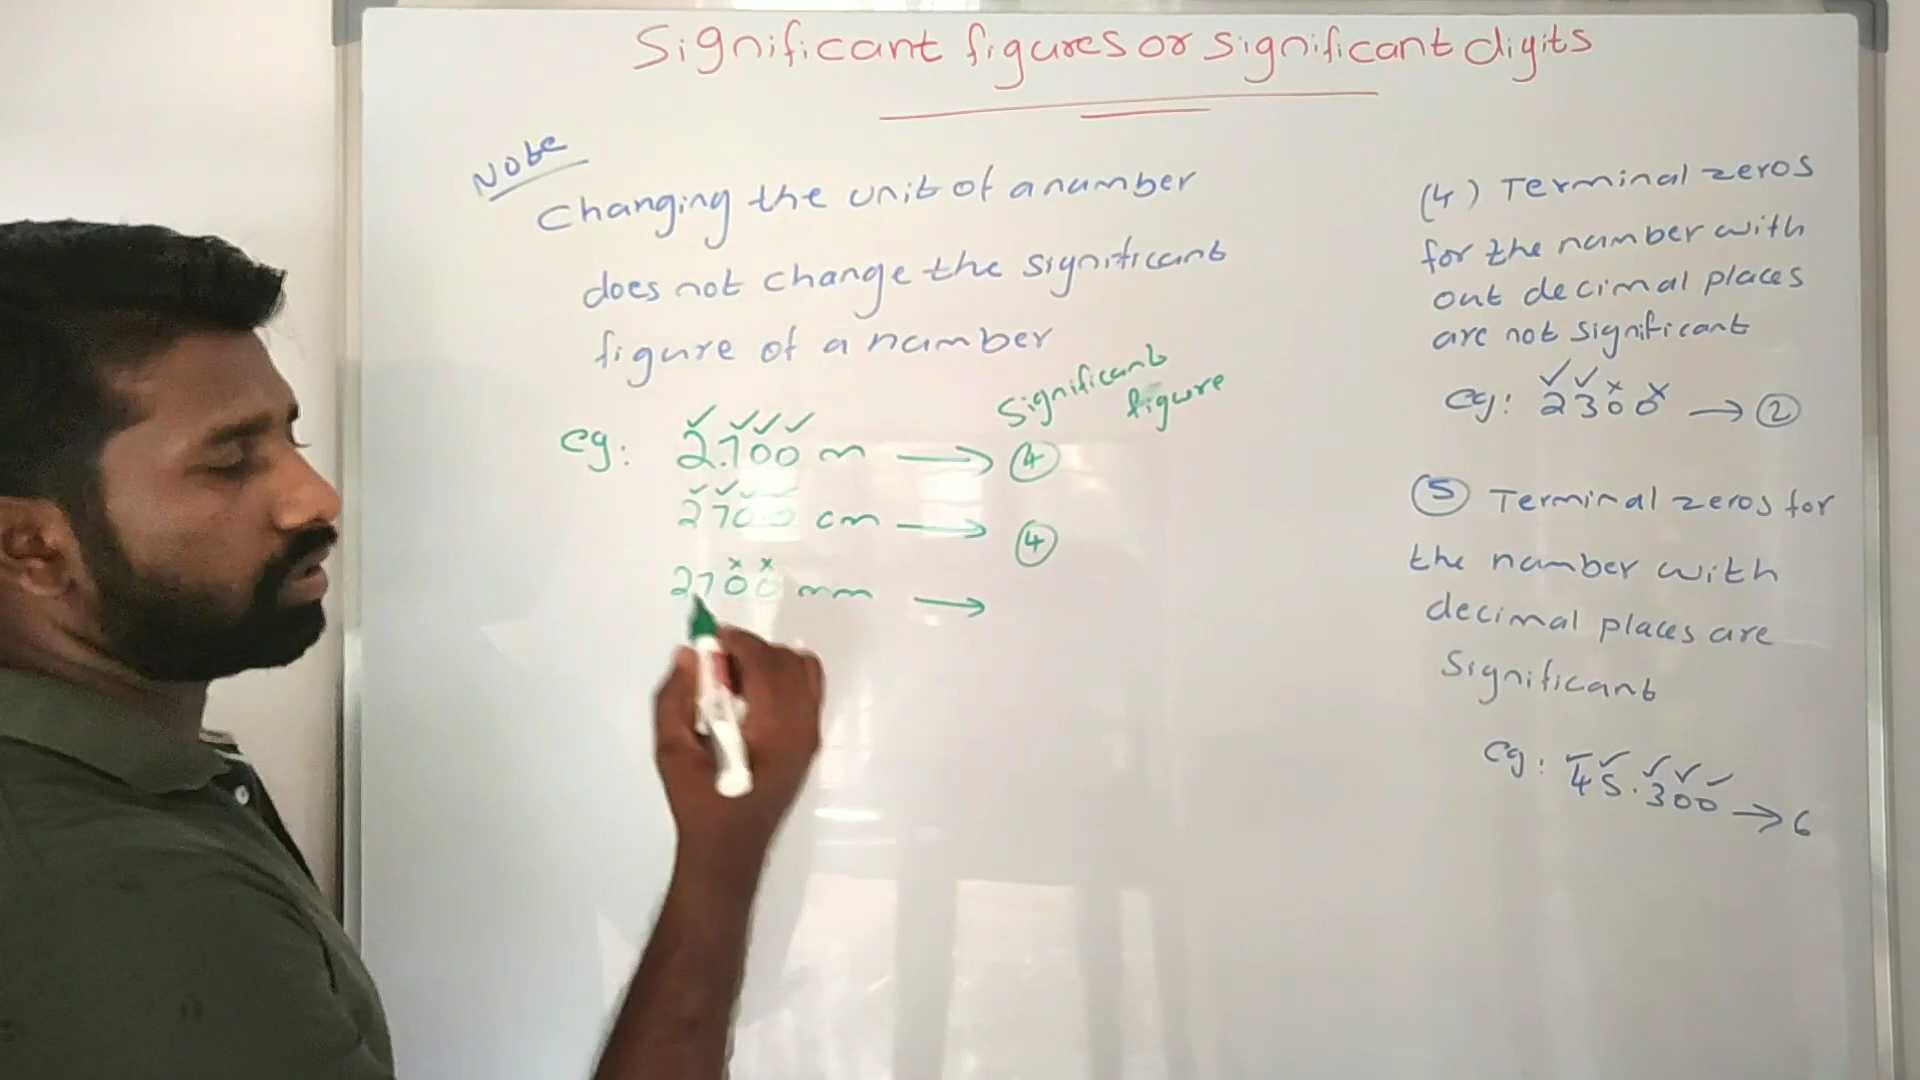 Significant figures or significant digits
Note
Changing the unit of a number
does not change the significant
figure of a number
Significant
figure
eg: 2.700 m → 4
270.0 cm → 4
2700 mm →
(4) Terminal zeros
for the number with
out decimal places
are not significant
eg: 2300 → 2
5 Terminal zeros for
the number with
decimal places are
significant
eg: 45.300 → 6